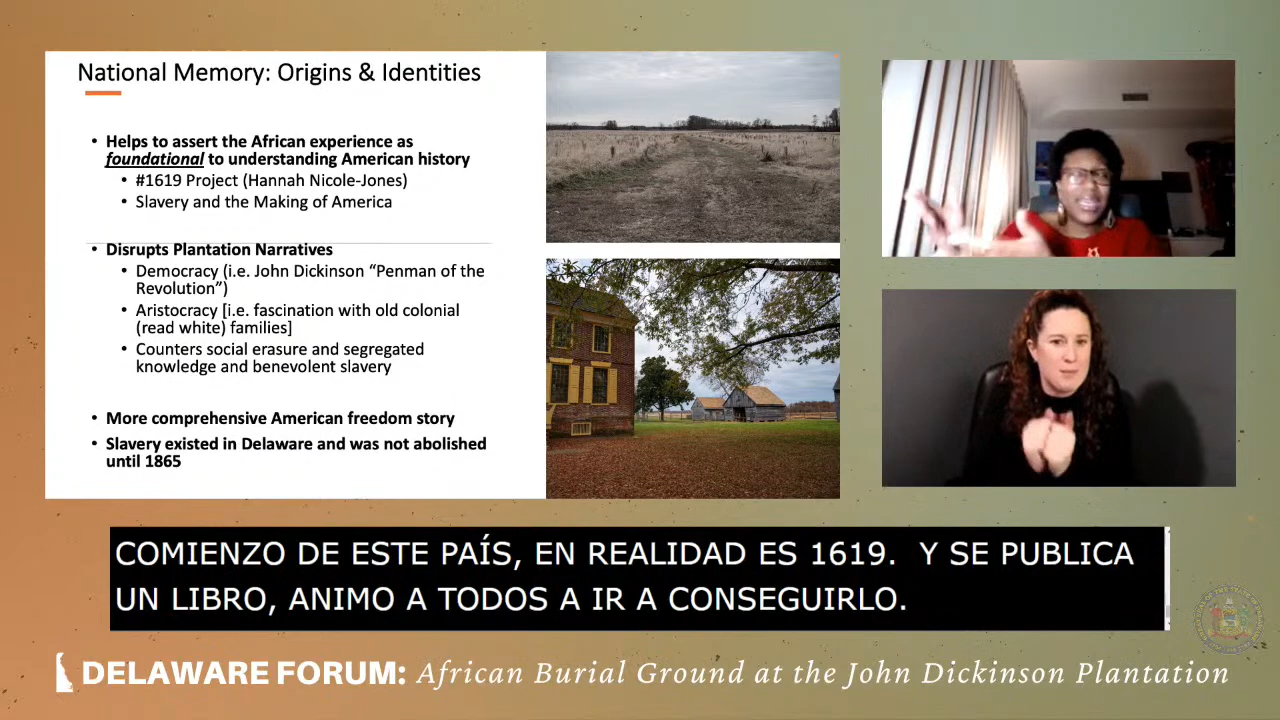 National Memory: Origins & Identities
• Helps to assert the African experience as
foundational to understanding American history
• #1619 Project (Hannah Nicole-Jones)
• Slavery and the Making of America
• Disrupts Plantation Narratives
• Democracy (i.e. John Dickinson “Penman of the
Revolution”)
• Aristocracy [i.e. fascination with old colonial
(read white) families]
• Counters social erasure and segregated
knowledge and benevolent slavery
• More comprehensive American freedom story
• Slavery existed in Delaware and was not abolished
until 1865
COMIENZO DE ESTE PAÍS, EN REALIDAD ES 1619.  Y SE PUBLICA
UN LIBRO, ANIMO A TODOS A IR A CONSEGUIRLO.
DELAWARE FORUM: African Burial Ground at the John Dickinson Plantation